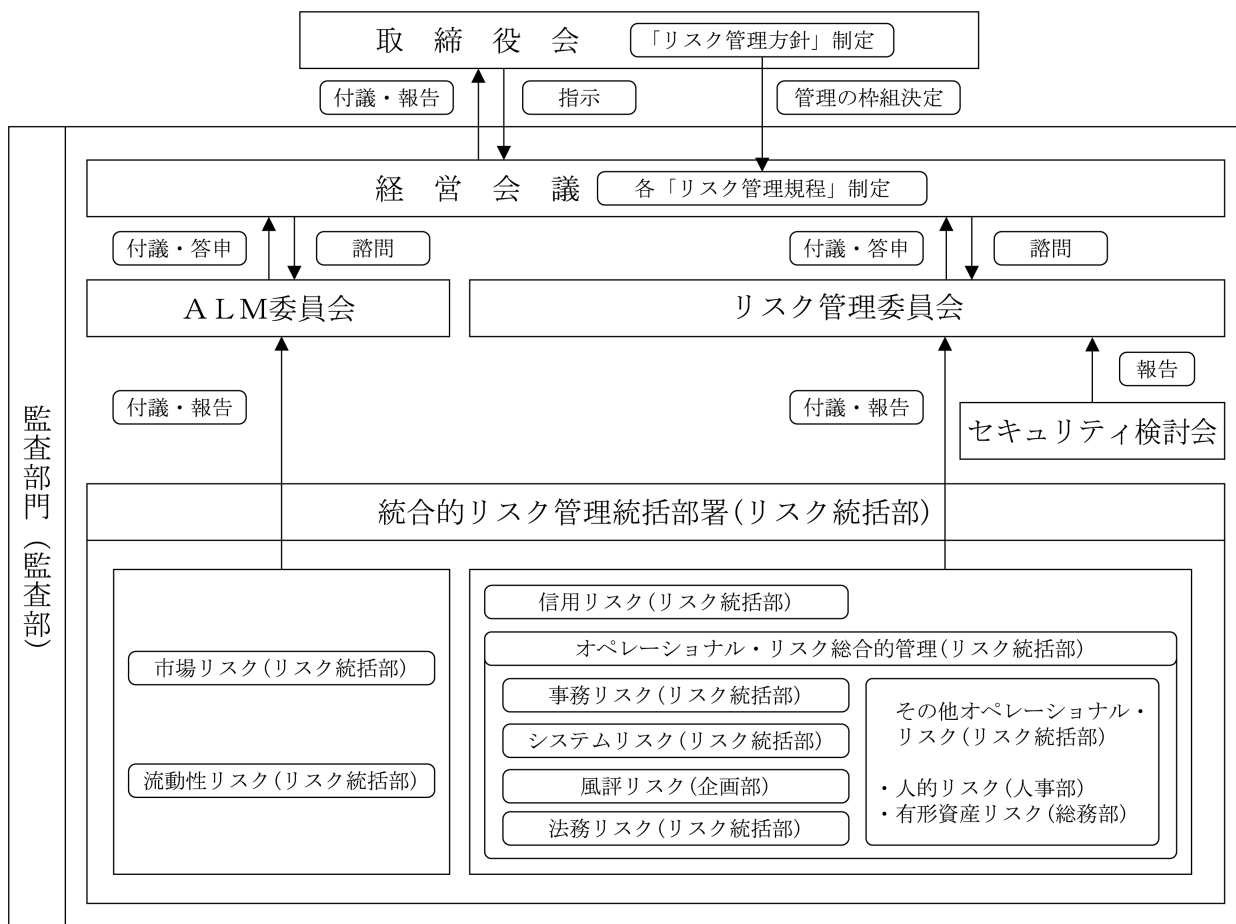 取締役会
「リスク管理方針」制定
付議・報告
指示
管理の枠組決定
経営会議
各「リスク管理規程」制定
付議・答申
諮問
付議・答申
諮問
ＡＬＭ委員会
リスク管理委員会
報告
付議・報告
付議・報告
セキュリティ検討会
監査部門（監査部）
統合的リスク管理統括部署(リスク統括部)
市場リスク(リスク統括部)
流動性リスク(リスク統括部)
信用リスク(リスク統括部)
オペレーショナル・リスク総合的管理(リスク統括部)
事務リスク(リスク統括部)
システムリスク(リスク統括部)
風評リスク(企画部)
法務リスク(リスク統括部)
その他オペレーショナル・
リスク(リスク統括部)
・人的リスク(人事部)
・有形資産リスク(総務部)